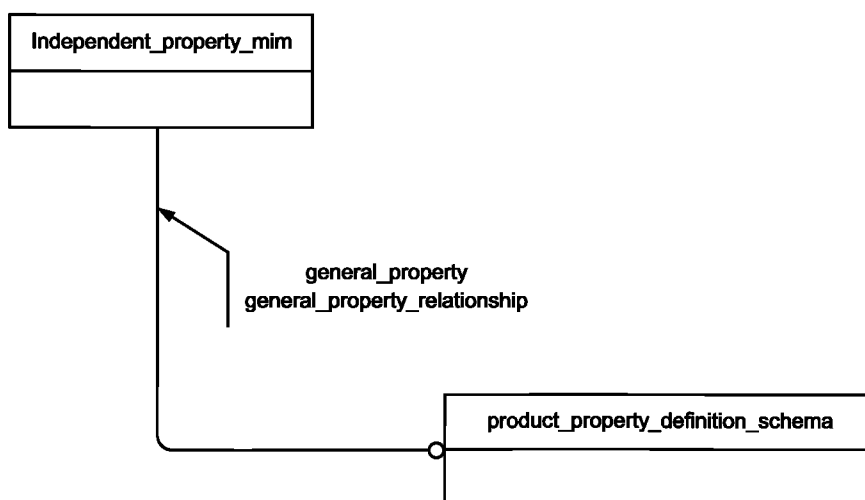 Independent_property_mim
general_property
general_property_relationship
product_property_definition_schema